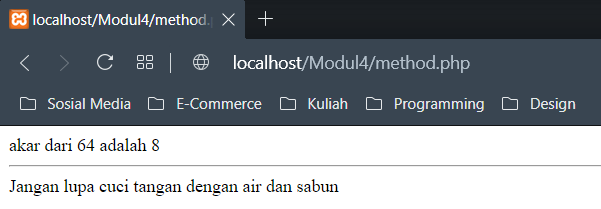 localhost/Modul4/method.p
localhost/Modul4/method.php
Sosial Media E-Commerce Kuliah Programming Design
akar dari 64 adalah 8
Jangan lupa cuci tangan dengan air dan sabun